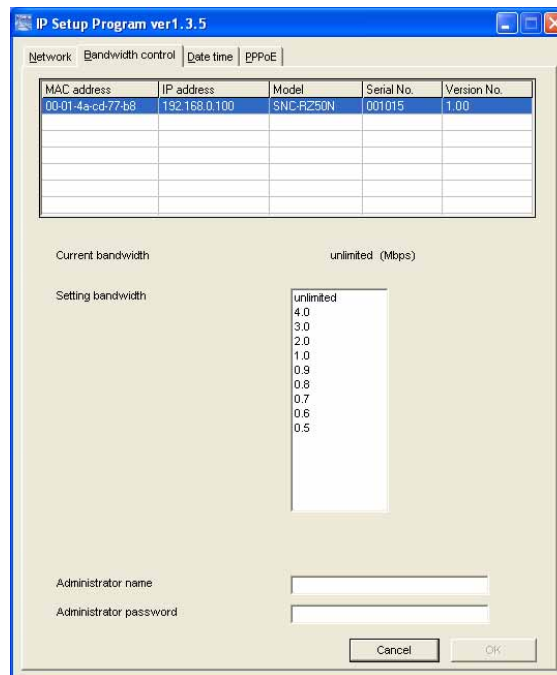 IP Setup Program ver1.3.5
Network Bandwidth control Date time PPPoE
MAC address IP address Model Serial No. Version No.
00-01-4a-cd-77-b8 192.168.0.100 SNC-RZ50N 001015 1.00
Current bandwidth unlimited (Mbps)
Setting bandwidth
unlimited
4.0
3.0
2.0
1.0
0.9
0.8
0.7
0.6
0.5
Administrator name
Administrator password
Cancel OK